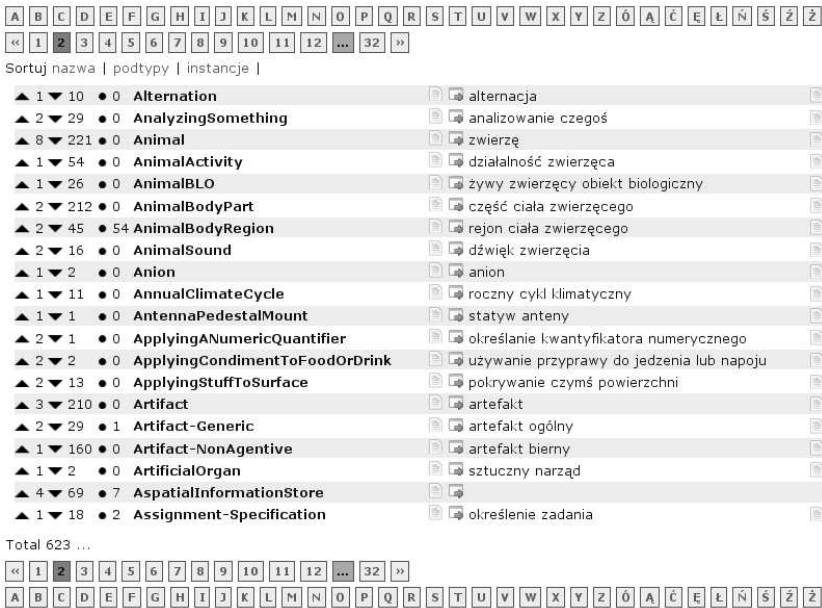 A B C D E F G H I J K L M N O P Q R S T U V W X Y Z Ó Ą Ć Ę Ł Ń Ś Ź Ż
« 1 2 3 4 5 6 7 8 9 10 11 12 ... 32 »
Sortuj nazwa | podtypy | instancje |
▲ 1 ▼ 10 ● 0 Alternation alternacja
▲ 2 ▼ 29 ● 0 AnalyzingSomething analizowanie czegoś
▲ 8 ▼ 221 ● 0 Animal zwierzę
▲ 1 ▼ 54 ● 0 AnimalActivity działalność zwierzęca
▲ 1 ▼ 26 ● 0 AnimalBLO żywy zwierzęcy obiekt biologiczny
▲ 2 ▼ 212 ● 0 AnimalBodyPart część ciała zwierzęcego
▲ 2 ▼ 45 ● 54 AnimalBodyRegion rejon ciała zwierzęcego
▲ 2 ▼ 16 ● 0 AnimalSound dźwięk zwierzęcia
▲ 1 ▼ 2 ● 0 Anion anion
▲ 1 ▼ 11 ● 0 AnnualClimateCycle roczny cykl klimatyczny
▲ 1 ▼ 1 ● 0 AntennaPedestalMount statyw anteny
▲ 2 ▼ 1 ● 0 ApplyingANumericQuantifier określanie kwantyfikatora numerycznego
▲ 2 ▼ 2 ● 0 ApplyingCondimentToFoodOrDrink używanie przyprawy do jedzenia lub napoju
▲ 2 ▼ 13 ● 0 ApplyingStuffToSurface pokrywanie czymś powierzchni
▲ 3 ▼ 210 ● 0 Artifact artefakt
▲ 2 ▼ 29 ● 1 Artifact-Generic artefakt ogólny
▲ 1 ▼ 160 ● 0 Artifact-NonAgentive artefakt bierny
▲ 1 ▼ 2 ● 0 ArtificialOrgan sztuczny narząd
▲ 4 ▼ 69 ● 7 AspatialInformationStore
▲ 1 ▼ 18 ● 2 Assignment-Specification określenie zadania
Total 623 ...
« 1 2 3 4 5 6 7 8 9 10 11 12 ... 32 »
A B C D E F G H I J K L M N O P Q R S T U V W X Y Z Ó Ą Ć Ę Ł Ń Ś Ź Ż